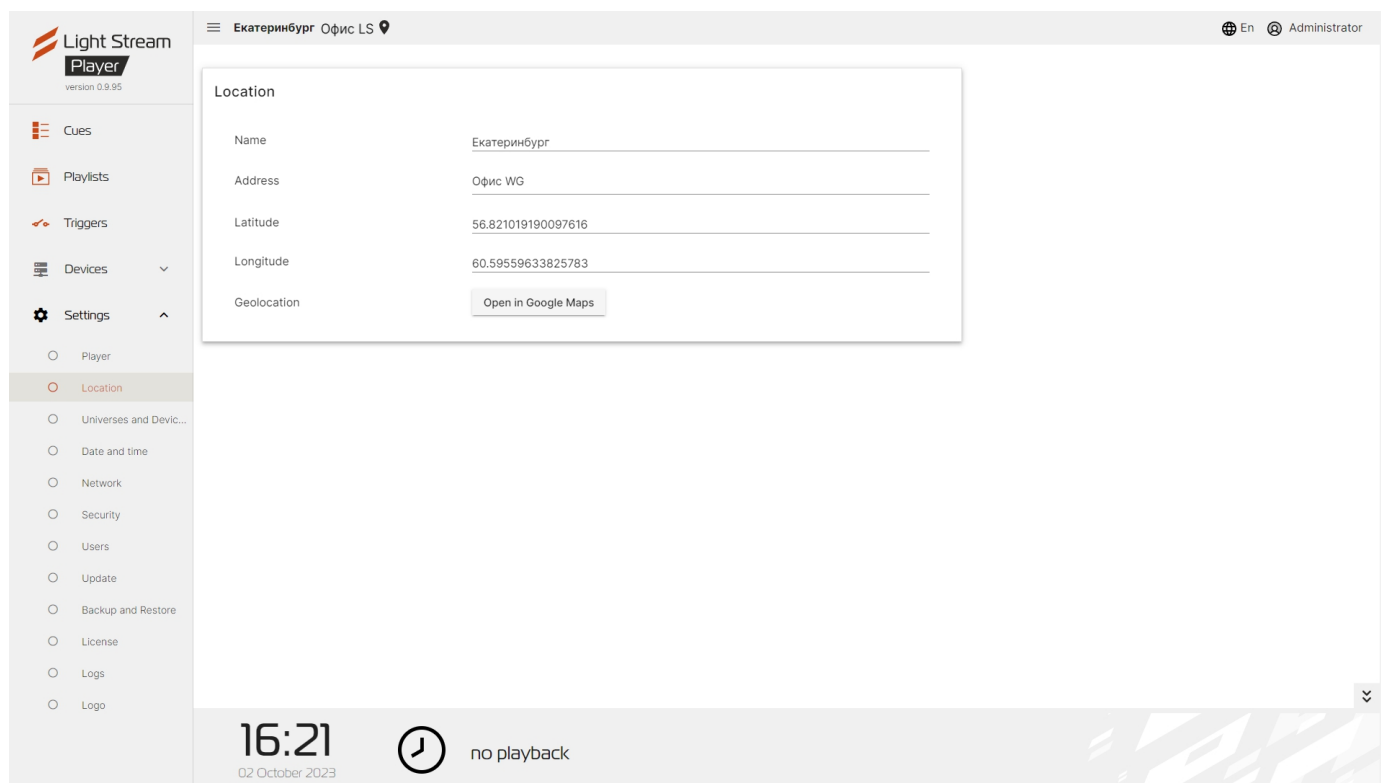 Light Stream
Player
version 0.9.95
Екатеринбург Офис LS
En Administrator
Cues
Playlists
Triggers
Devices
Settings
Player
Location
Universes and Devic...
Date and time
Network
Security
Users
Update
Backup and Restore
License
Logs
Logo
Location
Name Екатеринбург
Address Офис WG
Latitude 56.821019190097616
Longitude 60.59559633825783
Geolocation Open in Google Maps
16:21
02 October 2023
no playback